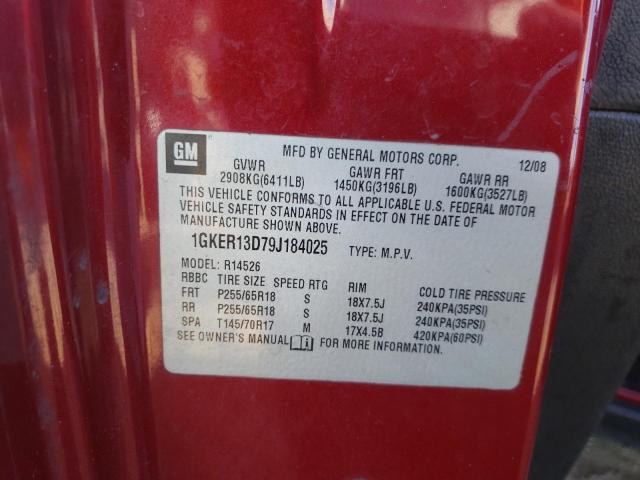 GM
MFD BY GENERAL MOTORS CORP. 12/08
GVWR GAWR FRT GAWR RR
2908KG(6411LB) 1450KG(3196LB) 1600KG(3527LB)
THIS VEHICLE CONFORMS TO ALL APPLICABLE U.S. FEDERAL MOTOR
VEHICLE SAFETY STANDARDS IN EFFECT ON THE DATE OF
MANUFACTURE SHOWN ABOVE.
1GKER13D79J184025 TYPE: M.P.V.
MODEL: R14526
RBBC TIRE SIZE SPEED RTG RIM COLD TIRE PRESSURE
FRT P255/65R18 S 18X7.5J 240KPA(35PSI)
RR P255/65R18 S 18X7.5J 240KPA(35PSI)
SPA T145/70R17 M 17X4.5B 420KPA(60PSI)
SEE OWNER'S MANUAL FOR MORE INFORMATION.